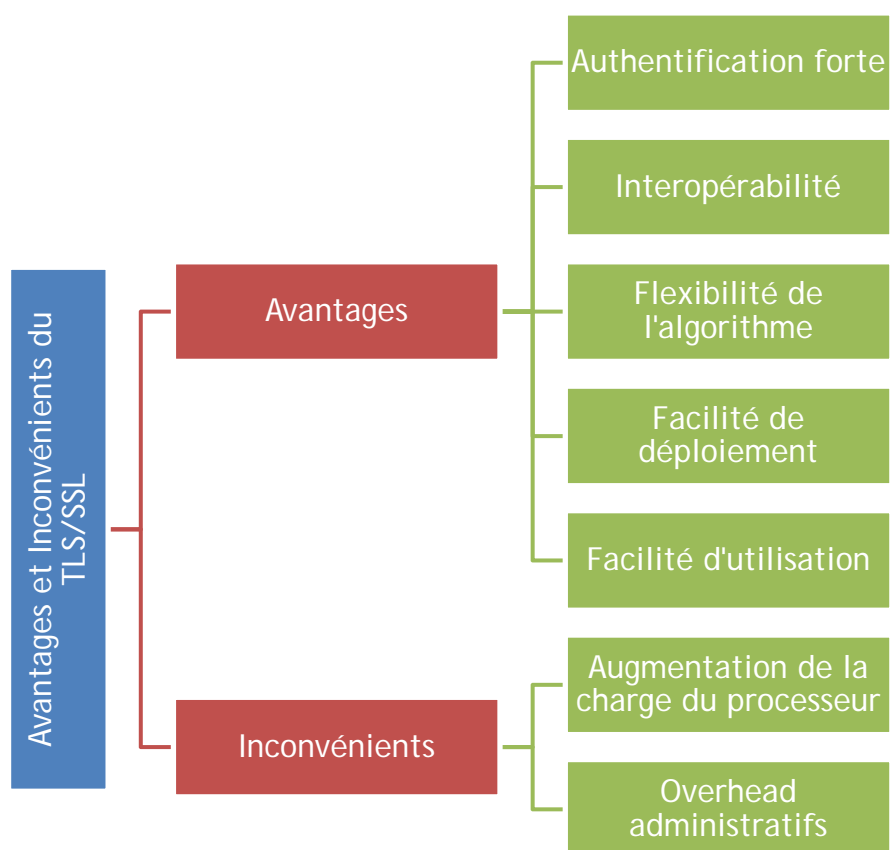 Avantages et Inconvénients du
TLS/SSL
Avantages
Authentification forte
Interopérabilité
Flexibilité de
l'algorithme
Facilité de
déploiement
Facilité d'utilisation
Inconvénients
Augmentation de la
charge du processeur
Overhead
administratifs